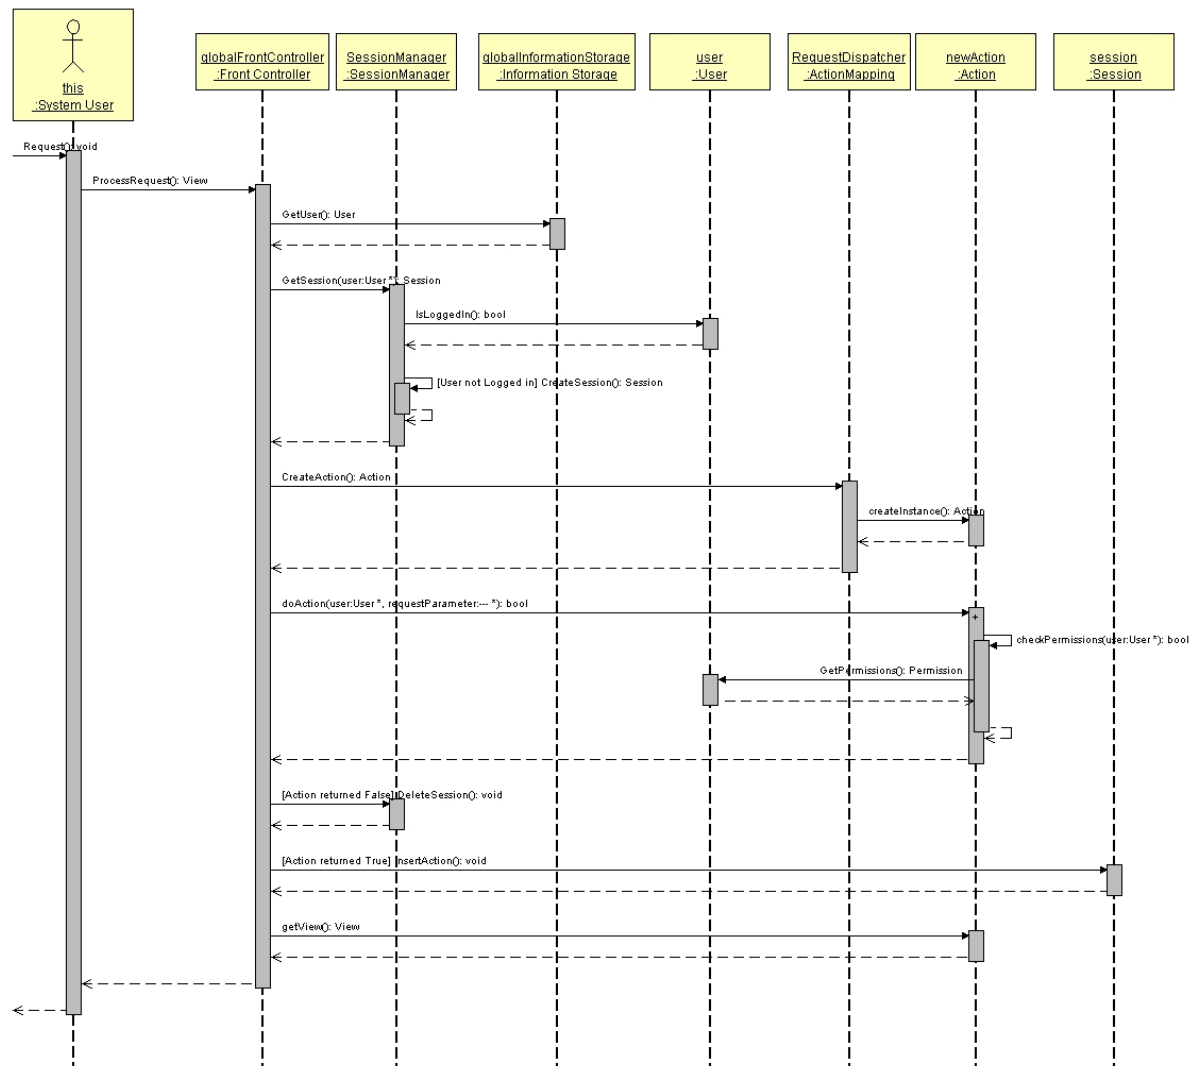 this
:System User
globalFrontController
:Front Controller
SessionManager
:SessionManager
globalInformationStorage
:Information Storage
user
:User
RequestDispatcher
:ActionMapping
newAction
:Action
session
:Session
Request(): void
ProcessRequest(): View
GetUser(): User
GetSession(user:User *): Session
IsLoggedIn(): bool
[User not Logged in] CreateSession(): Session
CreateAction(): Action
createInstance(): Action
doAction(user:User *, requestParameter:--- *): bool
+
checkPermissions(user:User *): bool
GetPermissions(): Permission
[Action returned False] DeleteSession(): void
[Action returned True] InsertAction(): void
getView(): View